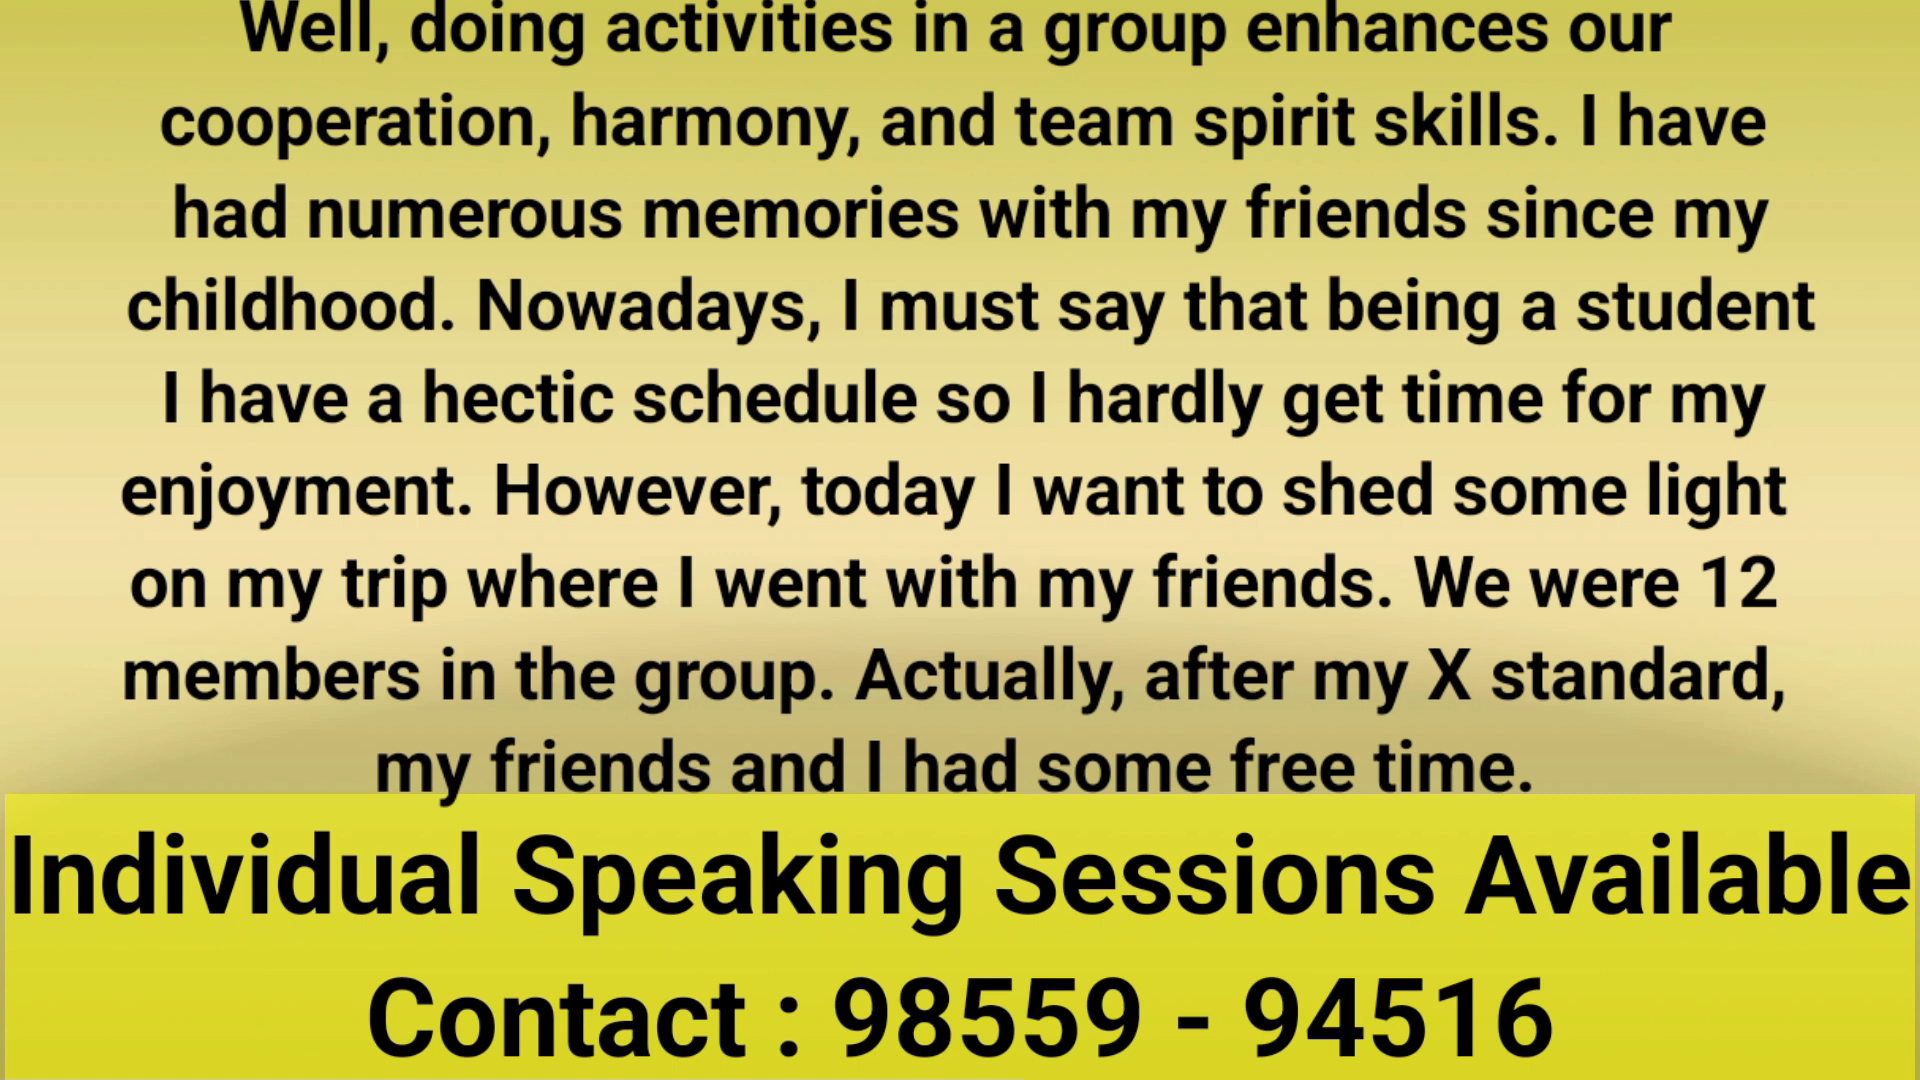 Well, doing activities in a group enhances our
cooperation, harmony, and team spirit skills. I have
had numerous memories with my friends since my
childhood. Nowadays, I must say that being a student
I have a hectic schedule so I hardly get time for my
enjoyment. However, today I want to shed some light
on my trip where I went with my friends. We were 12
members in the group. Actually, after my X standard,
my friends and I had some free time.
Individual Speaking Sessions Available
Contact : 98559 - 94516